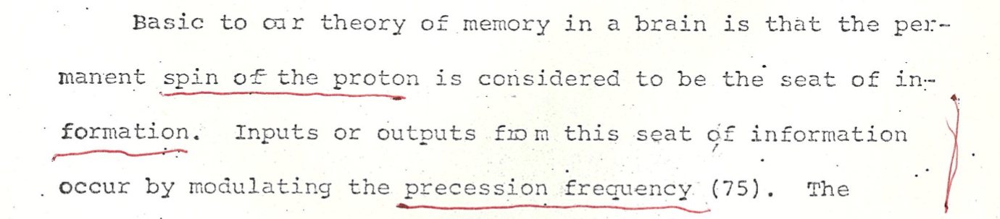 Basic to our theory of memory in a brain is that the per-
manent spin of the proton is considered to be the seat of in-
formation. Inputs or outputs from this seat of information
occur by modulating the precession frequency (75). The